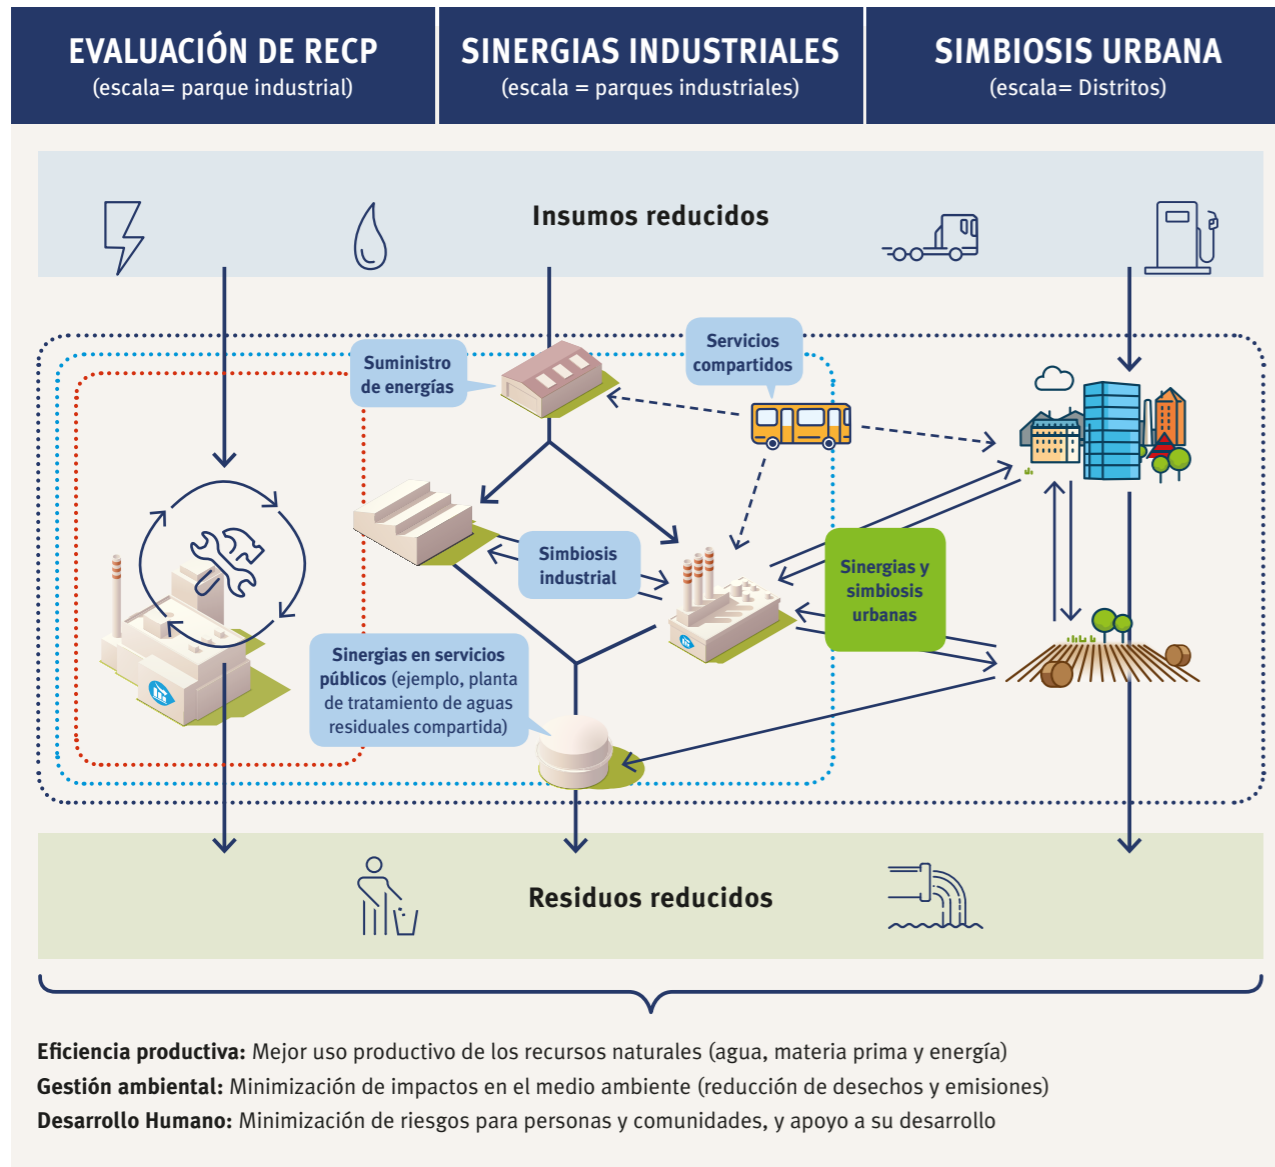 EVALUACIÓN DE RECP
(escala= parque industrial)
SINERGIAS INDUSTRIALES
(escala = parques industriales)
SIMBIOSIS URBANA
(escala= Distritos)
Insumos reducidos
Suministro
de energías
Servicios
compartidos
Simbiosis
industrial
Sinergias y
simbiosis
urbanas
Sinergias en servicios
públicos (ejemplo, planta
de tratamiento de aguas
residuales compartida)
Residuos reducidos
Eficiencia productiva: Mejor uso productivo de los recursos naturales (agua, materia prima y energía)
Gestión ambiental: Minimización de impactos en el medio ambiente (reducción de desechos y emisiones)
Desarrollo Humano: Minimización de riesgos para personas y comunidades, y apoyo a su desarrollo